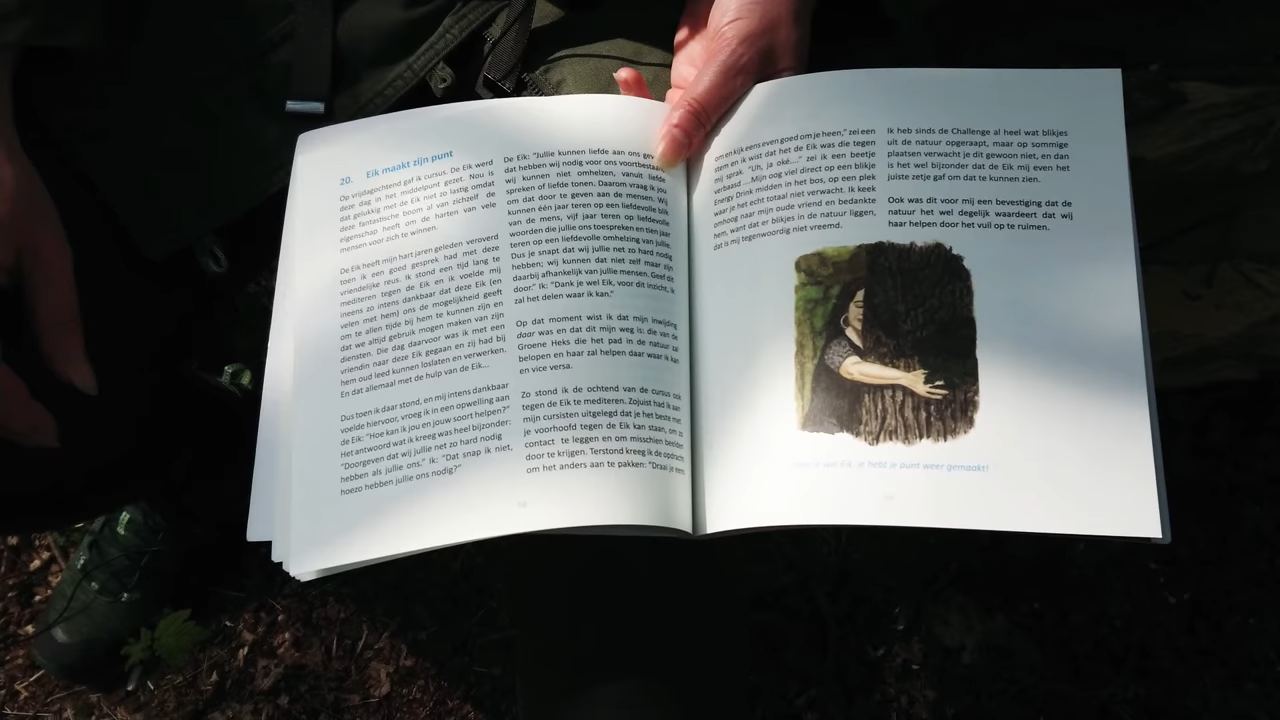 20. Eik maakt zijn punt
Op vrijdagochtend gaf ik cursus. De Eik werd
deze dag in het middelpunt gezet. Nou is
dat gelukkig met de Eik niet zo lastig omdat
deze fantastische boom al van zichzelf de
eigenschap heeft om de harten van vele
mensen voor zich te winnen.
De Eik heeft mijn hart jaren geleden veroverd
toen ik een goed gesprek had met deze
vriendelijke reus. Ik stond een tijd lang te
mediteren tegen de Eik en ik voelde mij
ineens zo intens dankbaar dat deze Eik (en
velen met hem) ons de mogelijkheid geeft
om te allen tijde bij hem te kunnen zijn en
dat we altijd gebruik mogen maken van zijn
diensten. Die dag daarvoor was ik met een
vriendin naar deze Eik gegaan en zij had bij
hem oud leed kunnen loslaten en verwerken.
En dat allemaal met de hulp van de Eik...
Dus toen ik daar stond, en mij intens dankbaar
voelde hiervoor, vroeg ik in een opwelling aan
de Eik: "Hoe kan ik jou en jouw soort helpen?"
Het antwoord wat ik kreeg was heel bijzonder:
"Doorgeven dat wij jullie net zo hard nodig
hebben als jullie ons." Ik: "Dat snap ik niet,
hoezo hebben jullie ons nodig?"
De Eik: "Jullie kunnen liefde aan ons
dat hebben wij nodig voor ons voortbestaan,
wij kunnen niet omhelzen, vanuit liefde
spreken of liefde tonen. Daarom vraag ik jou
om dat door te geven aan de mensen. Wij
kunnen één jaar teren op een liefdevolle blik
van de mens, vijf jaar teren op liefdevolle
woorden die jullie ons toespreken en tien jaar
teren op een liefdevolle omhelzing van jullie.
Dus je snapt dat wij jullie net zo hard nodig
hebben; wij kunnen dat niet zelf maar zijn
daarbij afhankelijk van jullie mensen. Geef dit
door." Ik: "Dank je wel Eik, voor dit inzicht, ik
zal het delen waar ik kan."
Op dat moment wist ik dat mijn inwijding
daar was en dat dit mijn weg is: die van de
Groene Heks die het pad in de natuur zal
belopen en haar zal helpen daar waar ik kan
en vice versa.
Zo stond ik de ochtend van de cursus ook
tegen de Eik te mediteren. Zojuist had ik aan
mijn cursisten uitgelegd dat je het beste met
je voorhoofd tegen de Eik kan staan, om zo
contact te leggen en om misschien beelden
door te krijgen. Terstond kreeg ik de opdracht
om het anders aan te pakken: "Draai je eens
om en kijk eens even goed om je heen," zei een
stem en ik wist dat het de Eik was die tegen
mij sprak. "Uh, ja oké...." zei ik een beetje
verbaasd.... Mijn oog viel direct op een blikje
Energy Drink midden in het bos, op een plek
waar je het echt totaal niet verwacht. Ik keek
omhoog naar mijn oude vriend en bedankte
hem, want dat er blikjes in de natuur liggen,
dat is mij tegenwoordig niet vreemd.
Ik heb sinds de Challenge al heel wat blikjes
uit de natuur opgeraapt, maar op sommige
plaatsen verwacht je dit gewoon niet, en dan
is het wel bijzonder dat de Eik mij even het
juiste zetje gaf om dat te kunnen zien.
Ook was dit voor mij een bevestiging dat de
natuur het wel degelijk waardeert dat wij
haar helpen door het vuil op te ruimen.
je wel Eik, je hebt je punt weer gemaakt!